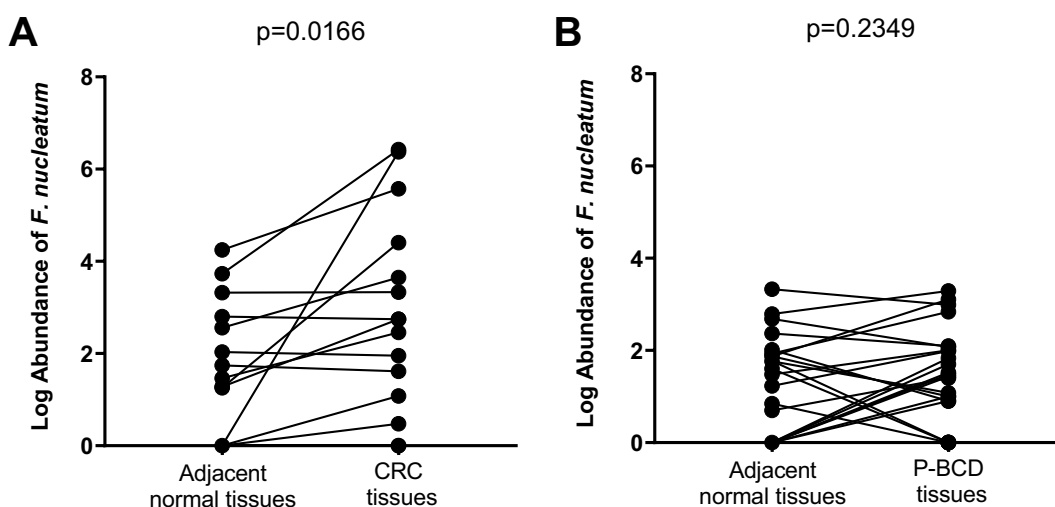 A
p=0.0166
Log Abundance of F. nucleatum
8
6
4
2
0
Adjacent
normal tissues
CRC
tissues
B
p=0.2349
Log Abundance of F. nucleatum
8
6
4
2
0
Adjacent
normal tissues
P-BCD
tissues